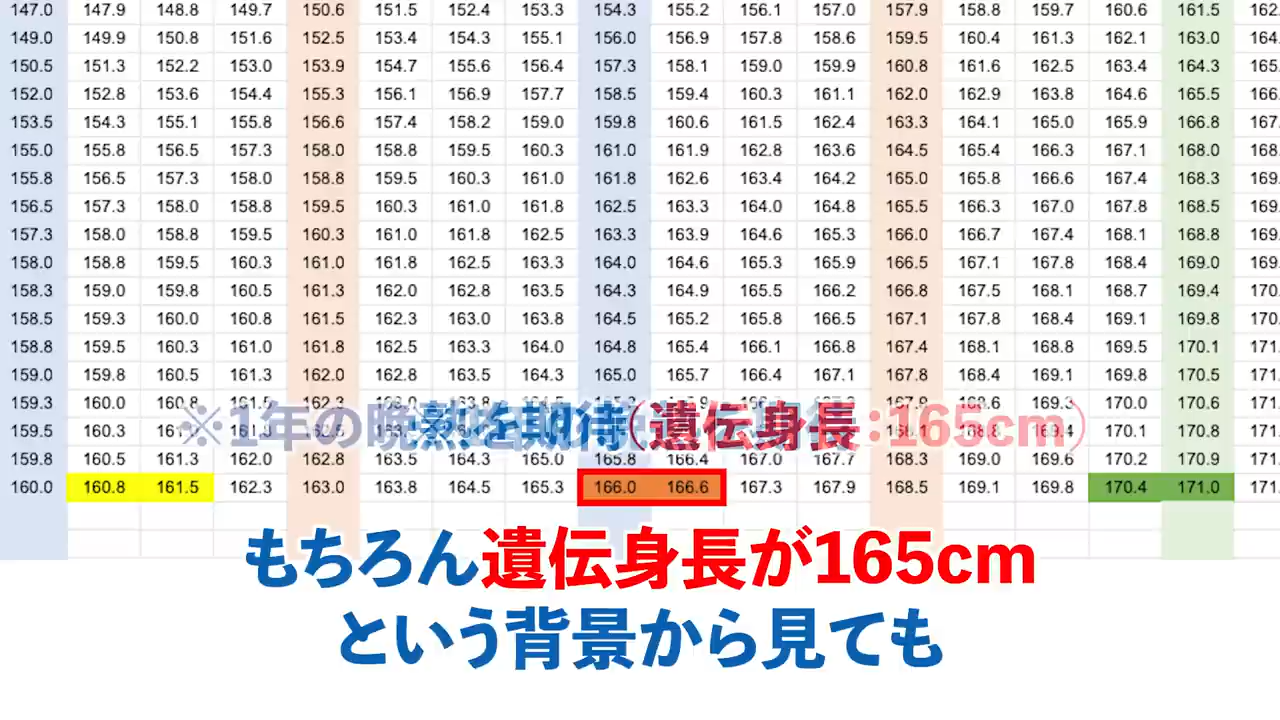 147.0 147.9 148.8 149.7 150.6 151.5 152.4 153.3 154.3 155.2 156.1 157.0 157.9 158.8 159.7 160.6 161.5
149.0 149.9 150.8 151.6 152.5 153.4 154.3 155.1 156.0 156.9 157.8 158.6 159.5 160.4 161.3 162.1 163.0
150.5 151.3 152.2 153.0 153.9 154.7 155.6 156.4 157.3 158.1 159.0 159.9 160.8 161.6 162.5 163.4 164.3
152.0 152.8 153.6 154.4 155.3 156.1 156.9 157.7 158.5 159.4 160.3 161.1 162.0 162.9 163.8 164.6 165.5
153.5 154.3 155.1 155.8 156.6 157.4 158.2 159.0 159.8 160.6 161.5 162.4 163.3 164.1 165.0 165.9 166.8
155.0 155.8 156.5 157.3 158.0 158.8 159.5 160.3 161.0 161.9 162.8 163.6 164.5 165.4 166.3 167.1 168.0
155.8 156.5 157.3 158.0 158.8 159.5 160.3 161.0 161.8 162.6 163.4 164.2 165.0 165.8 166.6 167.4 168.3
156.5 157.3 158.0 158.8 159.5 160.3 161.0 161.8 162.5 163.3 164.0 164.8 165.5 166.3 167.0 167.8 168.5
157.3 158.0 158.8 159.5 160.3 161.0 161.8 162.5 163.3 163.9 164.6 165.3 166.0 166.7 167.4 168.1 168.8
158.0 158.8 159.5 160.3 161.0 161.8 162.5 163.3 164.0 164.6 165.3 165.9 166.5 167.1 167.8 168.4 169.0
158.3 159.0 159.8 160.5 161.3 162.0 162.8 163.5 164.3 164.9 165.5 166.2 166.8 167.5 168.1 168.7 169.4
158.5 159.3 160.0 160.8 161.5 162.3 163.0 163.8 164.5 165.2 165.8 166.5 167.1 167.8 168.4 169.1 169.8
158.8 159.5 160.3 161.0 161.8 162.5 163.3 164.0 164.8 165.4 166.1 166.8 167.4 168.1 168.8 169.5 170.1
159.0 159.8 160.5 161.3 162.0 162.8 163.5 164.3 165.0 165.7 166.4 167.1 167.8 168.4 169.1 169.8 170.5
159.3 160.0 170.0 170.6
※1年の晩熟を期待(遺伝身長:165cm)
159.5 170.1 170.8
159.8 160.5 161.3 162.0 162.8 163.5 164.3 165.0 165.8 166.4 167.0 167.7 168.3 169.0 169.6 170.2 170.9
160.0 160.8 161.5 162.3 163.0 163.8 164.5 165.3 166.0 166.6 167.3 167.9 168.5 169.1 169.8 170.4 171.0
もちろん遺伝身長が165cm
という背景から見ても